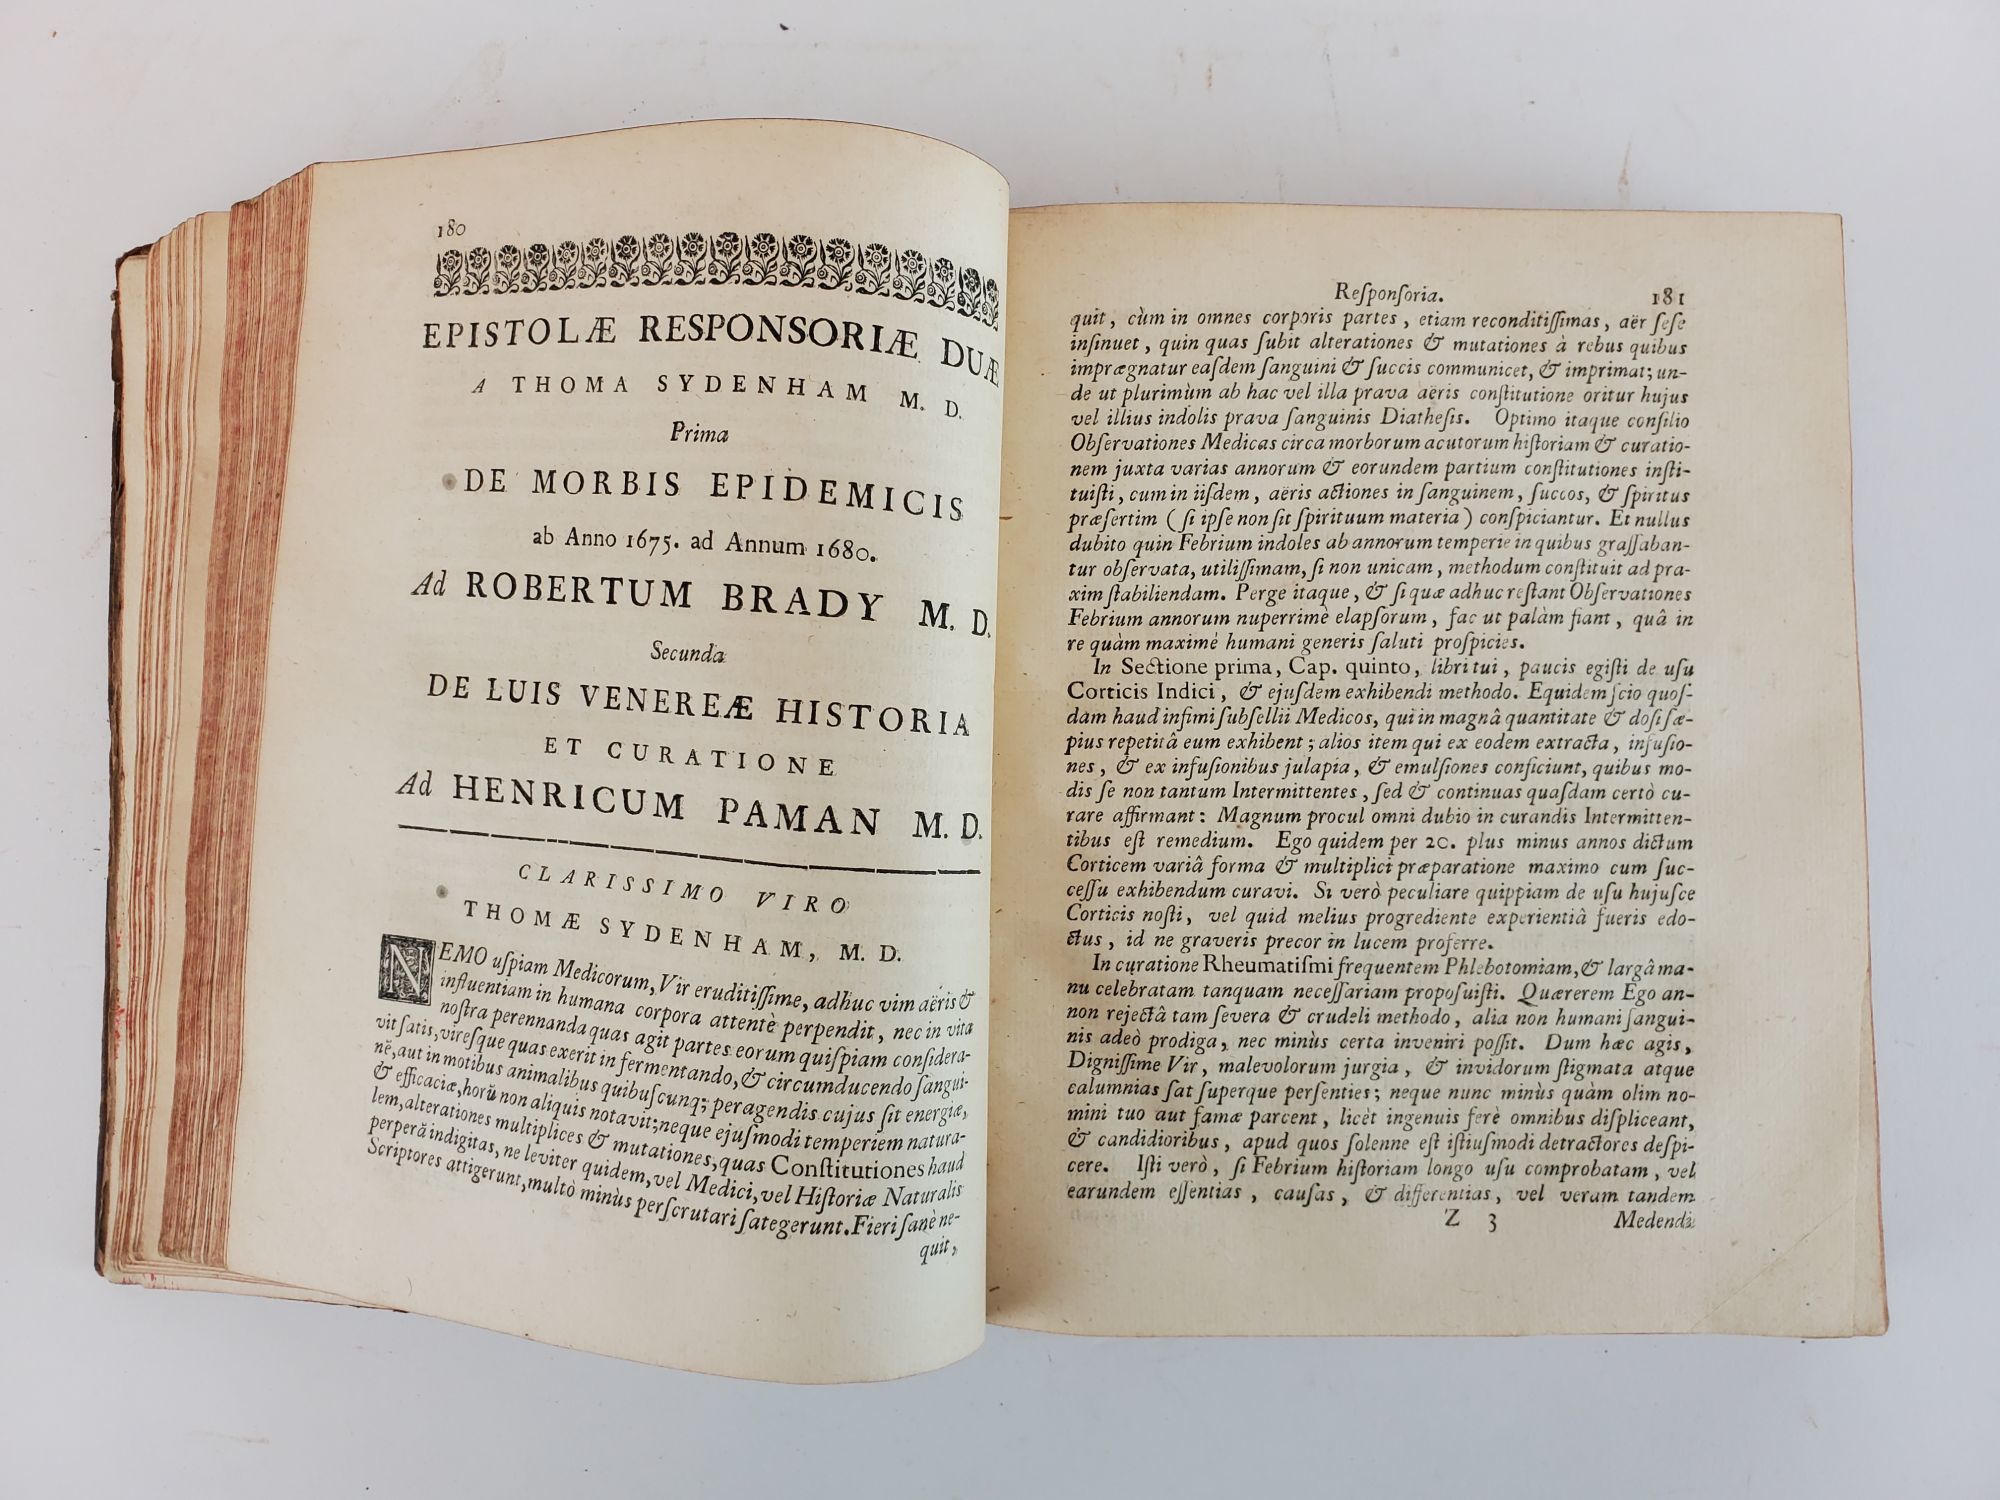 180
EPISTOLÆ RESPONSORIÆ DUÆ
A THOMA SYDENHAM M. D.
Prima
DE MORBIS EPIDEMICIS
ab Anno 1675. ad Annum 1680.
Ad ROBERTUM BRADY M. D.
Secunda
DE LUIS VENEREÆ HISTORIA
ET CURATIONE
Ad HENRICUM PAMAN M. D.
CLARISSIMO VIRO
THOMÆ SYDENHAM, M. D.
NEMO uſpiam Medicorum, Vir eruditiſſime, adhuc vim aëris &
influentiam in humana corpora attentè perpendit, nec in vita
noſtra perennanda quas agit partes eorum quiſpiam conſidera-
vit ſatis, vireſque quas exerit in fermentando, & circumducendo ſangui-
nē, aut in motibus animalibus quibuſcunq; peragendis cujus ſit energiæ,
& efficaciæ, horū non aliquis notavit; neque ejuſmodi temperiem natura-
lem, alterationes multiplices & mutationes, quas Conſtitutiones haud
perperā indigitas, ne leviter quidem, vel Medici, vel Hiſtoriæ Naturalis
Scriptores attigerunt, multò minùs perſcrutari ſategerunt. Fieri ſanè ne-
quit,
Reſponſoria. 181
quit, cùm in omnes corporis partes, etiam reconditiſſimas, aër ſeſe
inſinuet, quin quas ſubit alterationes & mutationes à rebus quibus
imprægnatur eaſdem ſanguini & ſuccis communicet, & imprimat; un-
de ut plurimùm ab hac vel illa prava aëris conſtitutione oritur hujus
vel illius indolis prava ſanguinis Diatheſis. Optimo itaque conſilio
Obſervationes Medicas circa morborum acutorum hiſtoriam & curatio-
nem juxta varias annorum & eorundem partium conſtitutiones inſti-
tuiſti, cum in iiſdem, aëris actiones in ſanguinem, ſuccos, & ſpiritus
præſertim (ſi ipſe non ſit ſpirituum materia) conſpiciantur. Et nullus
dubito quin Febrium indoles ab annorum temperie in quibus graſſaban-
tur obſervata, utiliſſimam, ſi non unicam, methodum conſtituit ad pra-
xim ſtabiliendam. Perge itaque, & ſi quæ adhuc reſtant Obſervationes
Febrium annorum nuperrimè elapſorum, fac ut palàm fiant, quâ in
re quàm maximé humani generis ſaluti proſpicies.
In Sectione prima, Cap. quinto, libri tui, paucis egiſti de uſu
Corticis Indici, & ejuſdem exhibendi methodo. Equidem ſcio quoſ-
dam haud infimi ſubſellii Medicos, qui in magnâ quantitate & doſi ſæ-
pius repetitâ eum exhibent; alios item qui ex eodem extracta, infuſio-
nes, & ex infuſionibus julapia, & emulſiones conficiunt, quibus mo-
dis ſe non tantum Intermittentes, ſed & continuas quaſdam certò cu-
rare affirmant: Magnum procul omni dubio in curandis Intermitten-
tibus eſt remedium. Ego quidem per 20. plus minus annos dictum
Corticem variâ forma & multiplici præparatione maximo cum ſuc-
ceſſu exhibendum curavi. Si verò peculiare quippiam de uſu hujuſce
Corticis noſti, vel quid melius progrediente experientiâ fueris edo-
ctus, id ne graveris precor in lucem proferre.
In curatione Rheumatiſmi frequentem Phlebotomiam, & largâ ma-
nu celebratam tanquam neceſſariam propoſuiſti. Quærerem Ego an-
non rejectâ tam ſevera & crudeli methodo, alia non humani ſangui-
nis adeò prodiga, nec minùs certa inveniri poſſit. Dum hæc agis,
Digniſſime Vir, malevolorum jurgia, & invidorum ſtigmata atque
calumnias ſat ſuperque perſenties; neque nunc minùs quàm olim no-
mini tuo aut famæ parcent, licèt ingenuis ferè omnibus diſpliceant,
& candidioribus, apud quos ſolenne eſt iſtiuſmodi detractores deſpi-
cere. Iſti verò, ſi Febrium hiſtoriam longo uſu comprobatam, vel
earundem eſſentias, cauſas, & differentias, vel veram tandem
Z 3 Medendi